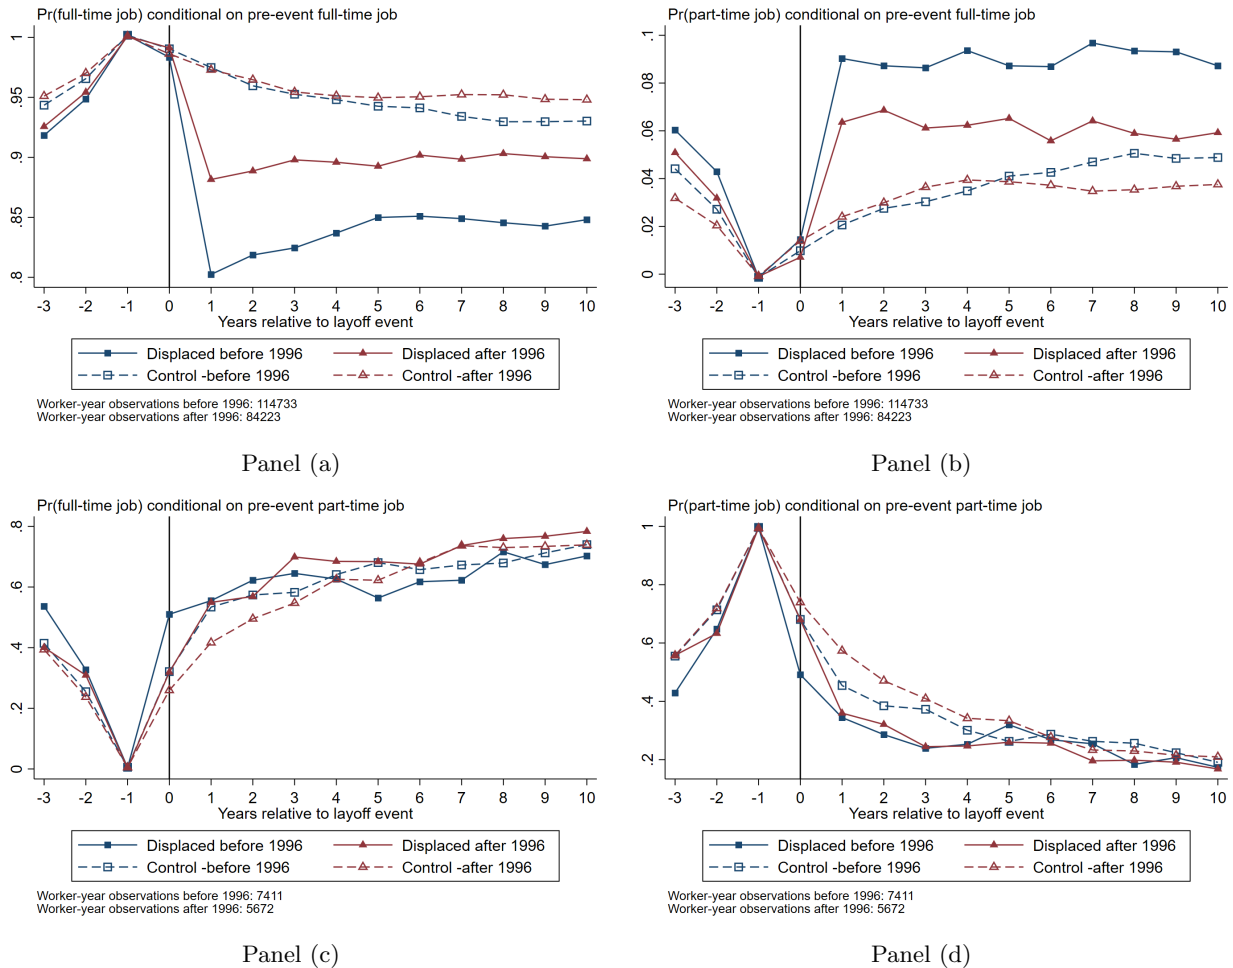 Pr(full-time job) conditional on pre-event full-time job
1
.95
.9
.85
.8
-3 -2 -1 0 1 2 3 4 5 6 7 8 9 10
Years relative to layoff event
Displaced before 1996 Displaced after 1996
Control -before 1996 Control -after 1996
Worker-year observations before 1996: 114733
Worker-year observations after 1996: 84223
Panel (a)
Pr(part-time job) conditional on pre-event full-time job
.1
.08
.06
.04
.02
0
-3 -2 -1 0 1 2 3 4 5 6 7 8 9 10
Years relative to layoff event
Displaced before 1996 Displaced after 1996
Control -before 1996 Control -after 1996
Worker-year observations before 1996: 114733
Worker-year observations after 1996: 84223
Panel (b)
Pr(full-time job) conditional on pre-event part-time job
.8
.6
.4
.2
0
-3 -2 -1 0 1 2 3 4 5 6 7 8 9 10
Years relative to layoff event
Displaced before 1996 Displaced after 1996
Control -before 1996 Control -after 1996
Worker-year observations before 1996: 7411
Worker-year observations after 1996: 5672
Panel (c)
Pr(part-time job) conditional on pre-event part-time job
1
.8
.6
.4
.2
-3 -2 -1 0 1 2 3 4 5 6 7 8 9 10
Years relative to layoff event
Displaced before 1996 Displaced after 1996
Control -before 1996 Control -after 1996
Worker-year observations before 1996: 7411
Worker-year observations after 1996: 5672
Panel (d)